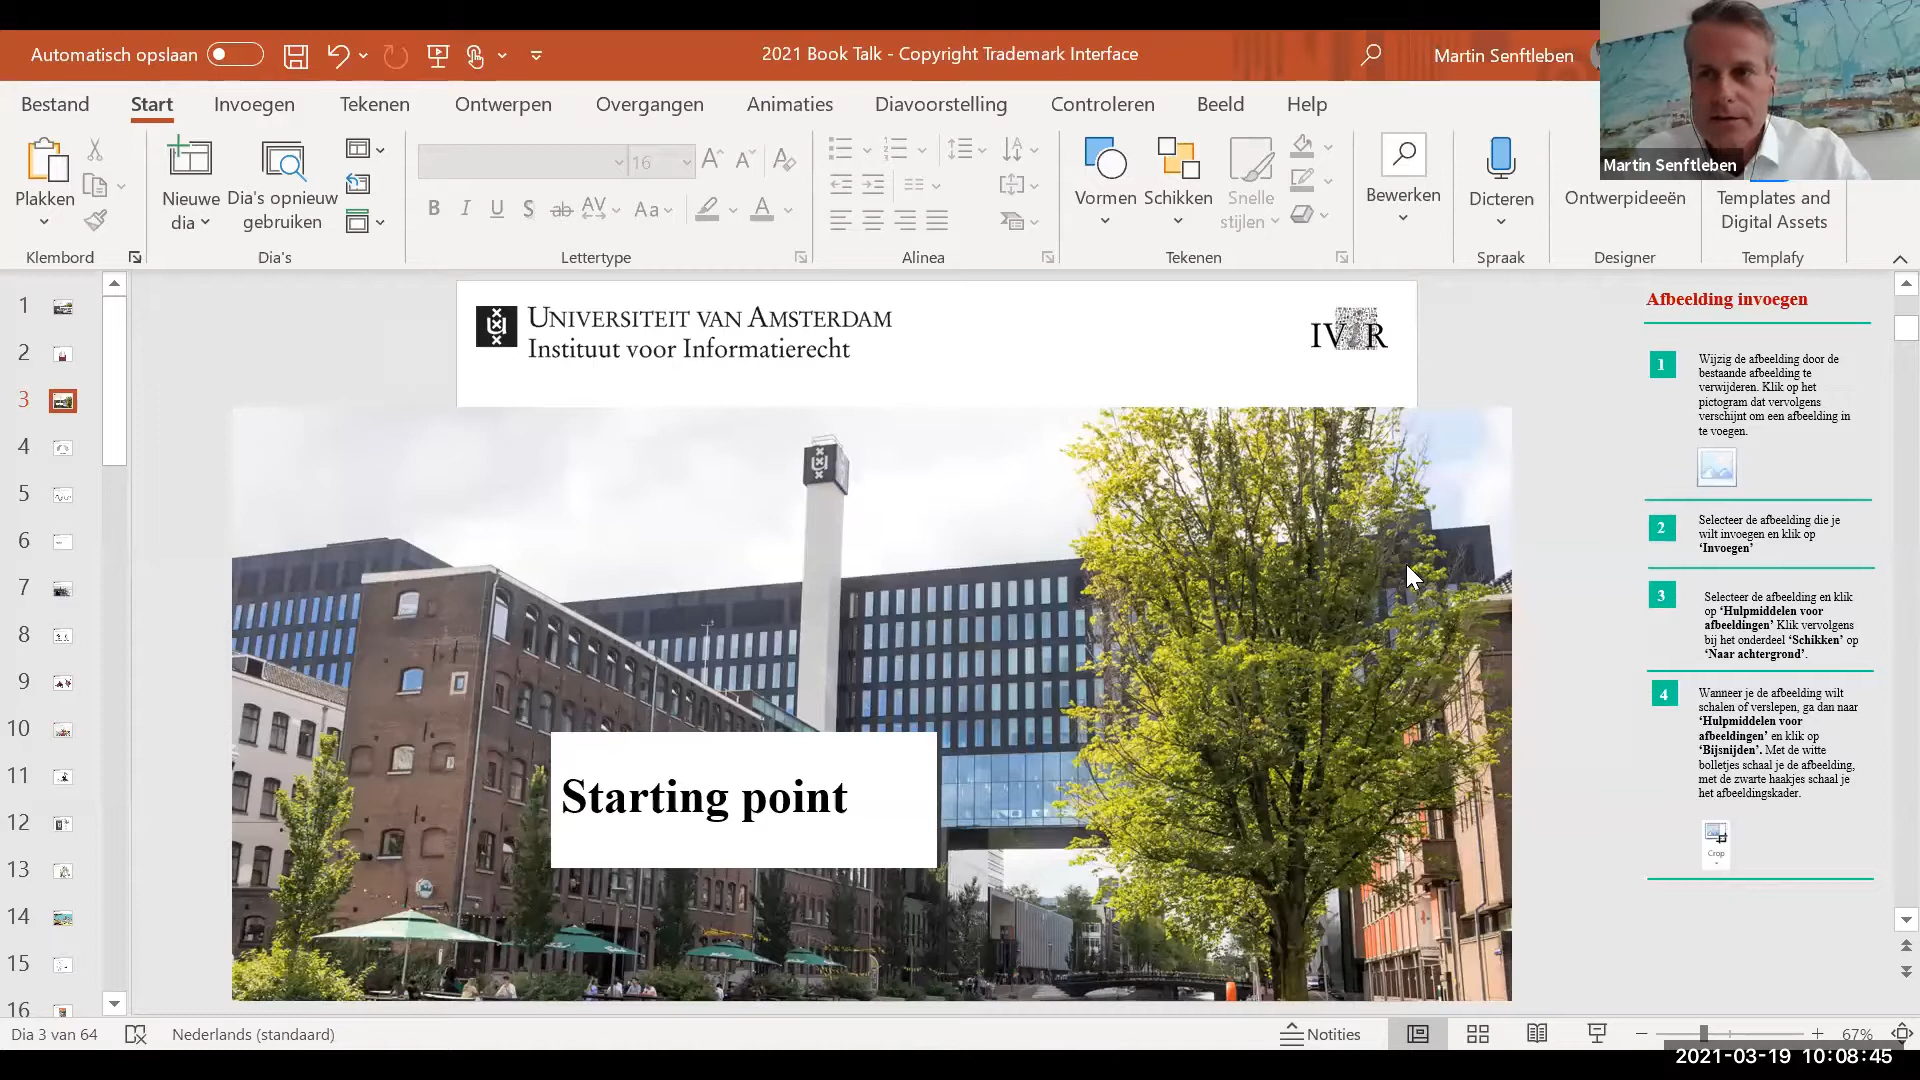 Automatisch opslaan
2021 Book Talk - Copyright Trademark Interface
Martin Senftleben
Bestand Start Invoegen Tekenen Ontwerpen Overgangen Animaties Diavoorstelling Controleren Beeld Help
Martin Senftleben
Plakken
Nieuwe dia
Dia's opnieuw gebruiken
16
Vormen
Schikken
Snelle stijlen
Bewerken
Dicteren
Ontwerpideeën
Templates and Digital Assets
Klembord
Dia's
Lettertype
Alinea
Tekenen
Spraak
Designer
Templafy
1
2
3
4
5
6
7
8
9
10
11
12
13
14
15
16
UNIVERSITEIT VAN AMSTERDAM
Instituut voor Informatierecht
IViR
Starting point
Afbeelding invoegen
1
Wijzig de afbeelding door de
bestaande afbeelding te
verwijderen. Klik op het
pictogram dat vervolgens
verschijnt om een afbeelding in
te voegen.
2
Selecteer de afbeelding die je
wilt invoegen en klik op
‘Invoegen’
3
Selecteer de afbeelding en klik
op ‘Hulpmiddelen voor
afbeeldingen’ Klik vervolgens
bij het onderdeel ‘Schikken’ op
‘Naar achtergrond’.
4
Wanneer je de afbeelding wilt
schalen of verslepen, ga dan naar
‘Hulpmiddelen voor
afbeeldingen’ en klik op
‘Bijsnijden’. Met de witte
bolletjes schaal je de afbeelding,
met de zwarte haakjes schaal je
het afbeeldingskader.
Crop
Dia 3 van 64
Nederlands (standaard)
Notities
67%
2021-03-19 10:08:45